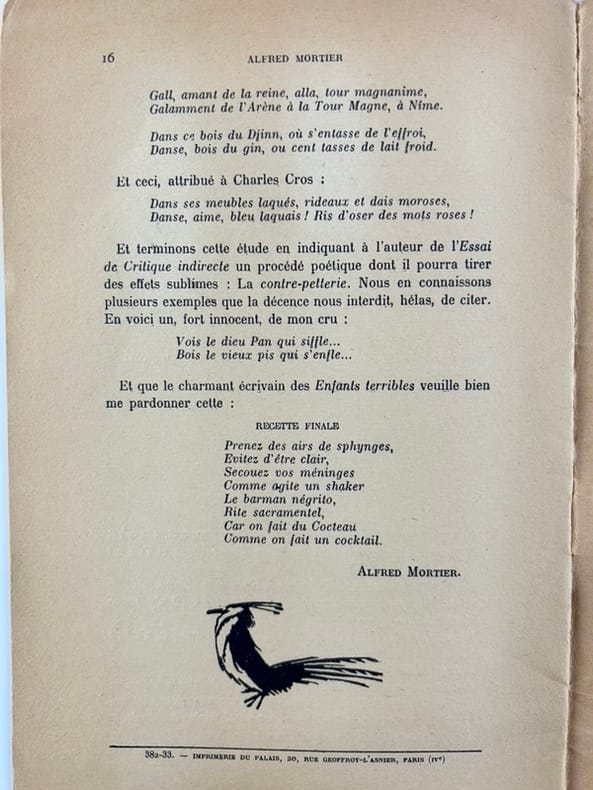 16
ALFRED MORTIER
Gall, amant de la reine, alla, tour magnanime,
Galamment de l'Arène à la Tour Magne, à Nîme.
Dans ce bois du Djinn, où s'entasse de l'effroi,
Danse, bois du gin, ou cent tasses de lait froid.
Et ceci, attribué à Charles Cros :
Dans ses meubles laqués, rideaux et dais moroses,
Danse, aime, bleu laquais ! Ris d'oser des mots roses !
Et terminons cette étude en indiquant à l'auteur de l'Essai
de Critique indirecte un procédé poétique dont il pourra tirer
des effets sublimes : La contre-petterie. Nous en connaissons
plusieurs exemples que la décence nous interdit, hélas, de citer.
En voici un, fort innocent, de mon cru :
Vois le dieu Pan qui siffle...
Bois le vieux pis qui s'enfle...
Et que le charmant écrivain des Enfants terribles veuille bien
me pardonner cette :
RECETTE FINALE
Prenez des airs de sphynges,
Evitez d'être clair,
Secouez vos méninges
Comme agite un shaker
Le barman négrito,
Rite sacramentel,
Car on fait du Cocteau
Comme on fait un cocktail.
ALFRED MORTIER.
382-33. — IMPRIMERIE DU PALAIS, 20, RUE GEOFFROY-L'ASNIER, PARIS (IVe)